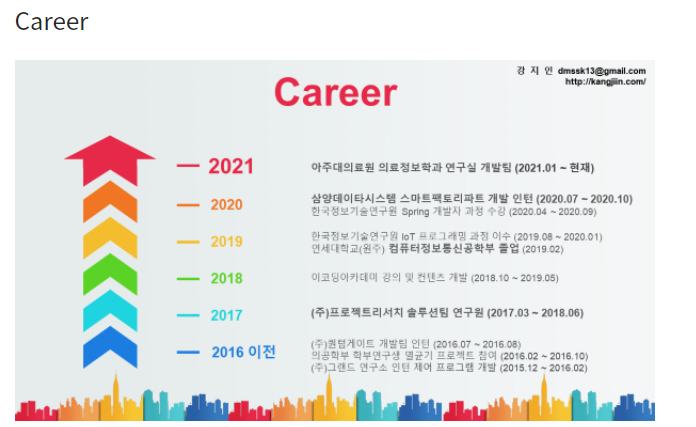 Career
강 지 인 dmssk13@gmail.com
http://kangjiin.com/
Career
2021 아주대의료원 의료정보학과 연구실 개발팀 (2021.01 ~ 현재)
2020 삼양데이타시스템 스마트팩토리파트 개발 인턴 (2020.07 ~ 2020.10)
한국정보기술연구원 Spring 개발자 과정 수강 (2020.04 ~ 2020.09)
2019 한국정보기술연구원 IoT 프로그래밍 과정 이수 (2019.08 ~ 2020.01)
연세대학교(원주) 컴퓨터정보통신공학부 졸업 (2019.02)
2018 이코딩아카데미 강의 및 컨텐츠 개발 (2018.10 ~ 2019.05)
2017 (주)프로젝트리서치 솔루션팀 연구원 (2017.03 ~ 2018.06)
2016 이전 (주)퀀텀게이트 개발팀 인턴 (2016.07 ~ 2016.08)
의공학부 학부연구생 멸균기 프로젝트 참여 (2016.02 ~ 2016.10)
(주)그랜드 연구소 인턴 제어 프로그램 개발 (2015.12 ~ 2016.02)